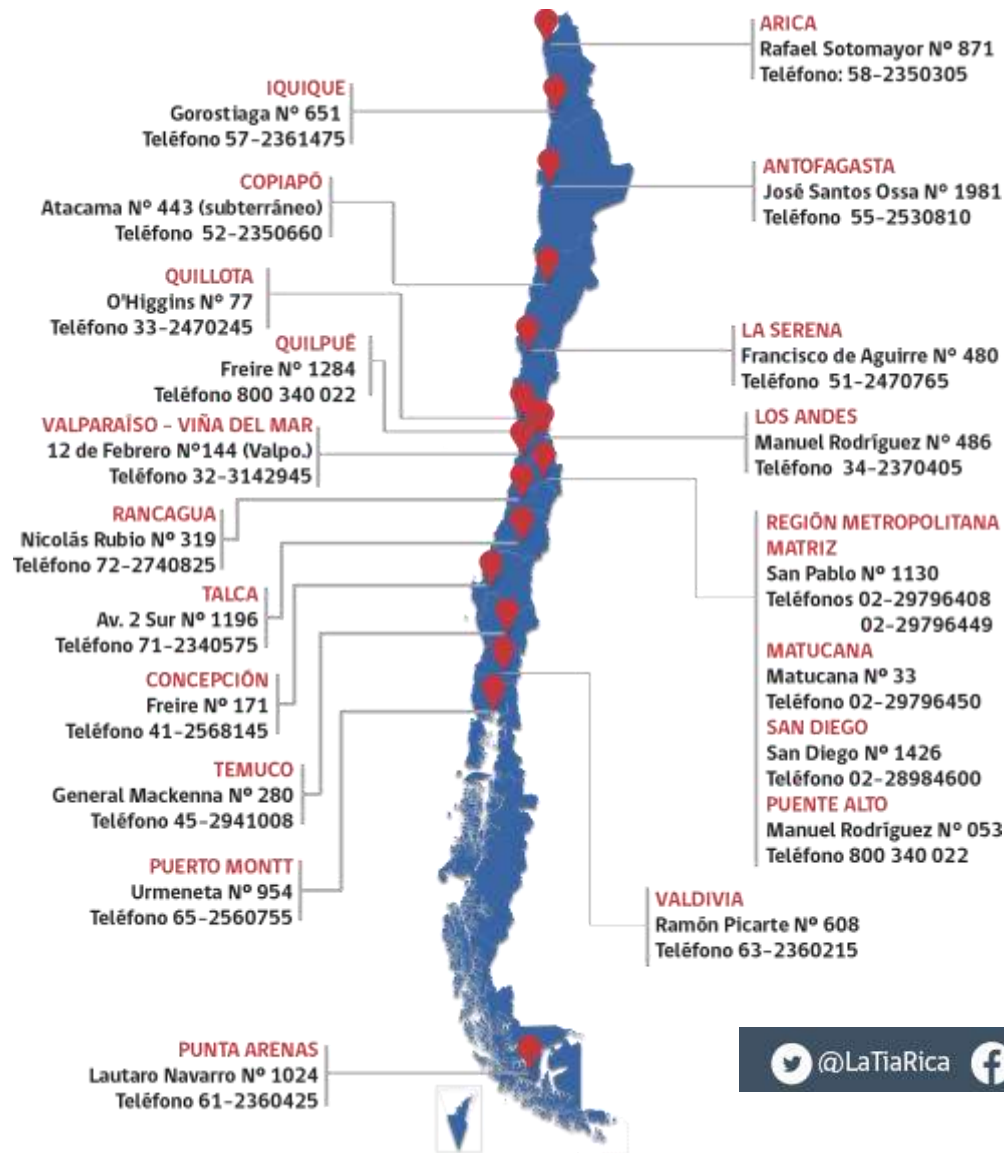 ARICA
Rafael Sotomayor Nº 871
Teléfono: 58-2350305
IQUIQUE
Gorostiaga Nº 651
Teléfono 57-2361475
ANTOFAGASTA
José Santos Ossa Nº 1981
Teléfono 55-2530810
COPIAPÓ
Atacama Nº 443 (subterráneo)
Teléfono 52-2350660
QUILLOTA
O'Higgins Nº 77
Teléfono 33-2470245
LA SERENA
Francisco de Aguirre Nº 480
Teléfono 51-2470765
QUILPUÉ
Freire Nº 1284
Teléfono 800 340 022
LOS ANDES
Manuel Rodríguez Nº 486
Teléfono 34-2370405
VALPARAÍSO - VIÑA DEL MAR
12 de Febrero Nº144 (Valpo.)
Teléfono 32-3142945
RANCAGUA
Nicolás Rubio Nº 319
Teléfono 72-2740825
REGIÓN METROPOLITANA
MATRIZ
San Pablo Nº 1130
Teléfonos 02-29796408
02-29796449
MATUCANA
Matucana Nº 33
Teléfono 02-29796450
SAN DIEGO
San Diego Nº 1426
Teléfono 02-28984600
PUENTE ALTO
Manuel Rodríguez Nº 053
Teléfono 800 340 022
TALCA
Av. 2 Sur Nº 1196
Teléfono 71-2340575
CONCEPCIÓN
Freire Nº 171
Teléfono 41-2568145
TEMUCO
General Mackenna Nº 280
Teléfono 45-2941008
PUERTO MONTT
Urmeneta Nº 954
Teléfono 65-2560755
VALDIVIA
Ramón Picarte Nº 608
Teléfono 63-2360215
PUNTA ARENAS
Lautaro Navarro Nº 1024
Teléfono 61-2360425
@LaTiaRica